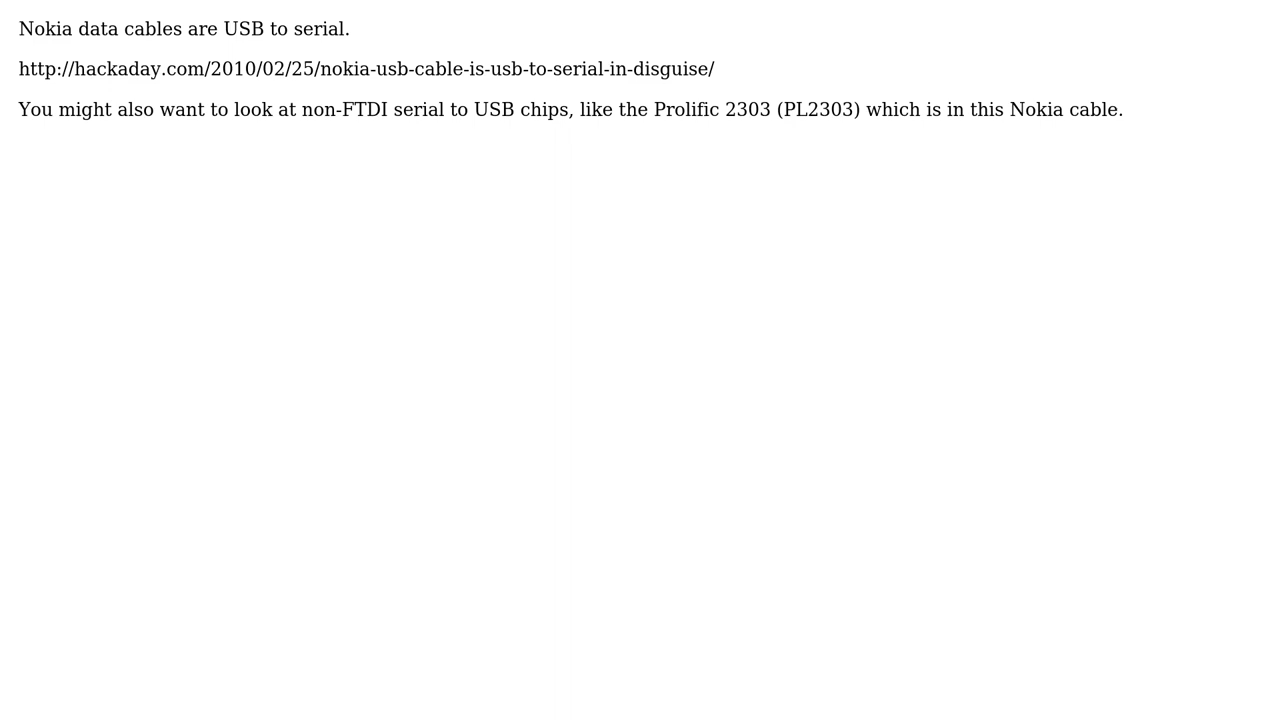 Nokia data cables are USB to serial.
http://hackaday.com/2010/02/25/nokia-usb-cable-is-usb-to-serial-in-disguise/
You might also want to look at non-FTDI serial to USB chips, like the Prolific 2303 (PL2303) which is in this Nokia cable.